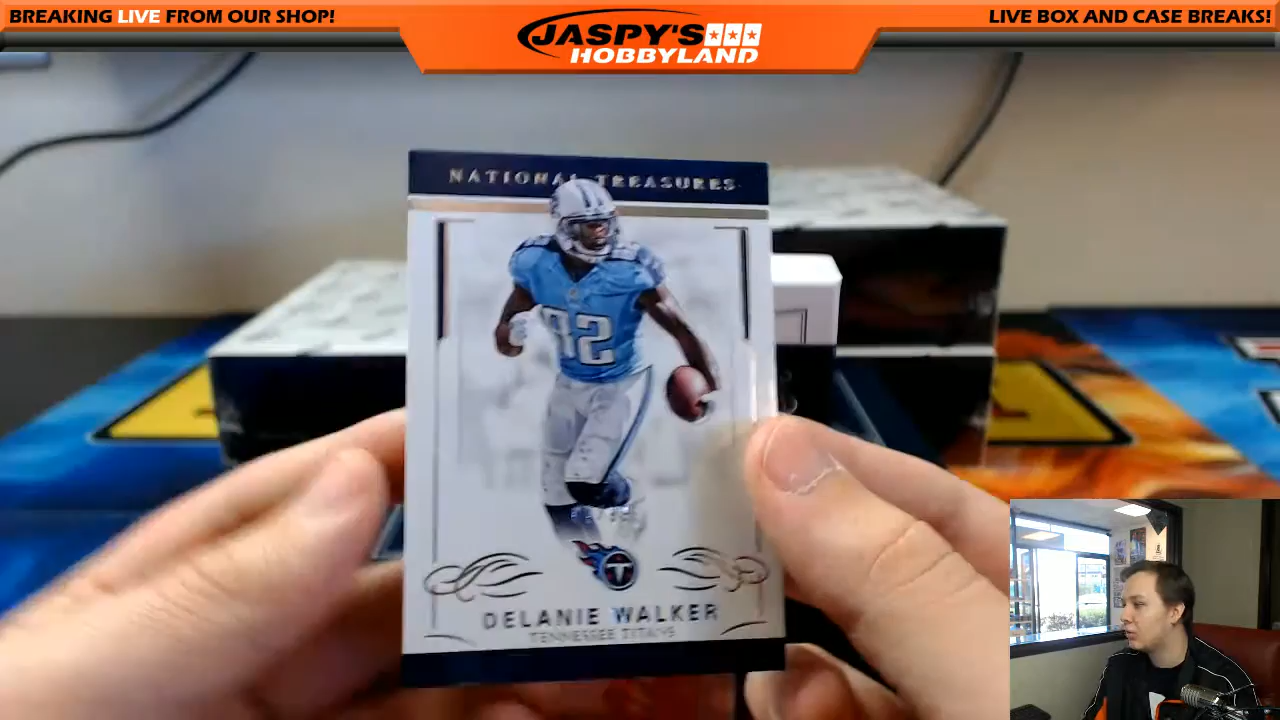 BREAKING LIVE FROM OUR SHOP!
JASPY'S
HOBBYLAND
LIVE BOX AND CASE BREAKS!
NATIONAL TREASURES
82
T
DELANIE WALKER
TENNESSEE TITANS